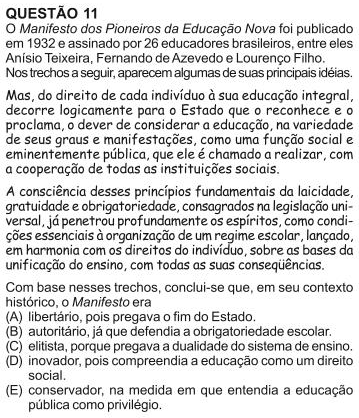 QUESTÃO 11
O Manifesto dos Pioneiros da Educação Nova foi publicado
em 1932 e assinado por 26 educadores brasileiros, entre eles
Anísio Teixeira, Fernando de Azevedo e Lourenço Filho.
Nos trechos a seguir, aparecem algumas de suas principais idéias.
Mas, do direito de cada indivíduo à sua educação integral,
decorre logicamente para o Estado que o reconhece e o
proclama, o dever de considerar a educação, na variedade
de seus graus e manifestações, como uma função social e
eminentemente pública, que ele é chamado a realizar, com
a cooperação de todas as instituições sociais.
A consciência desses princípios fundamentais da laicidade,
gratuidade e obrigatoriedade, consagrados na legislação uni-
versal, já penetrou profundamente os espíritos, como condi-
ções essenciais à organização de um regime escolar, lançado,
em harmonia com os direitos do indivíduo, sobre as bases da
unificação do ensino, com todas as suas conseqüências.
Com base nesses trechos, conclui-se que, em seu contexto
histórico, o Manifesto era
(A) libertário, pois pregava o fim do Estado.
(B) autoritário, já que defendia a obrigatoriedade escolar.
(C) elitista, porque pregava a dualidade do sistema de ensino.
(D) inovador, pois compreendia a educação como um direito
social.
(E) conservador, na medida em que entendia a educação
pública como privilégio.